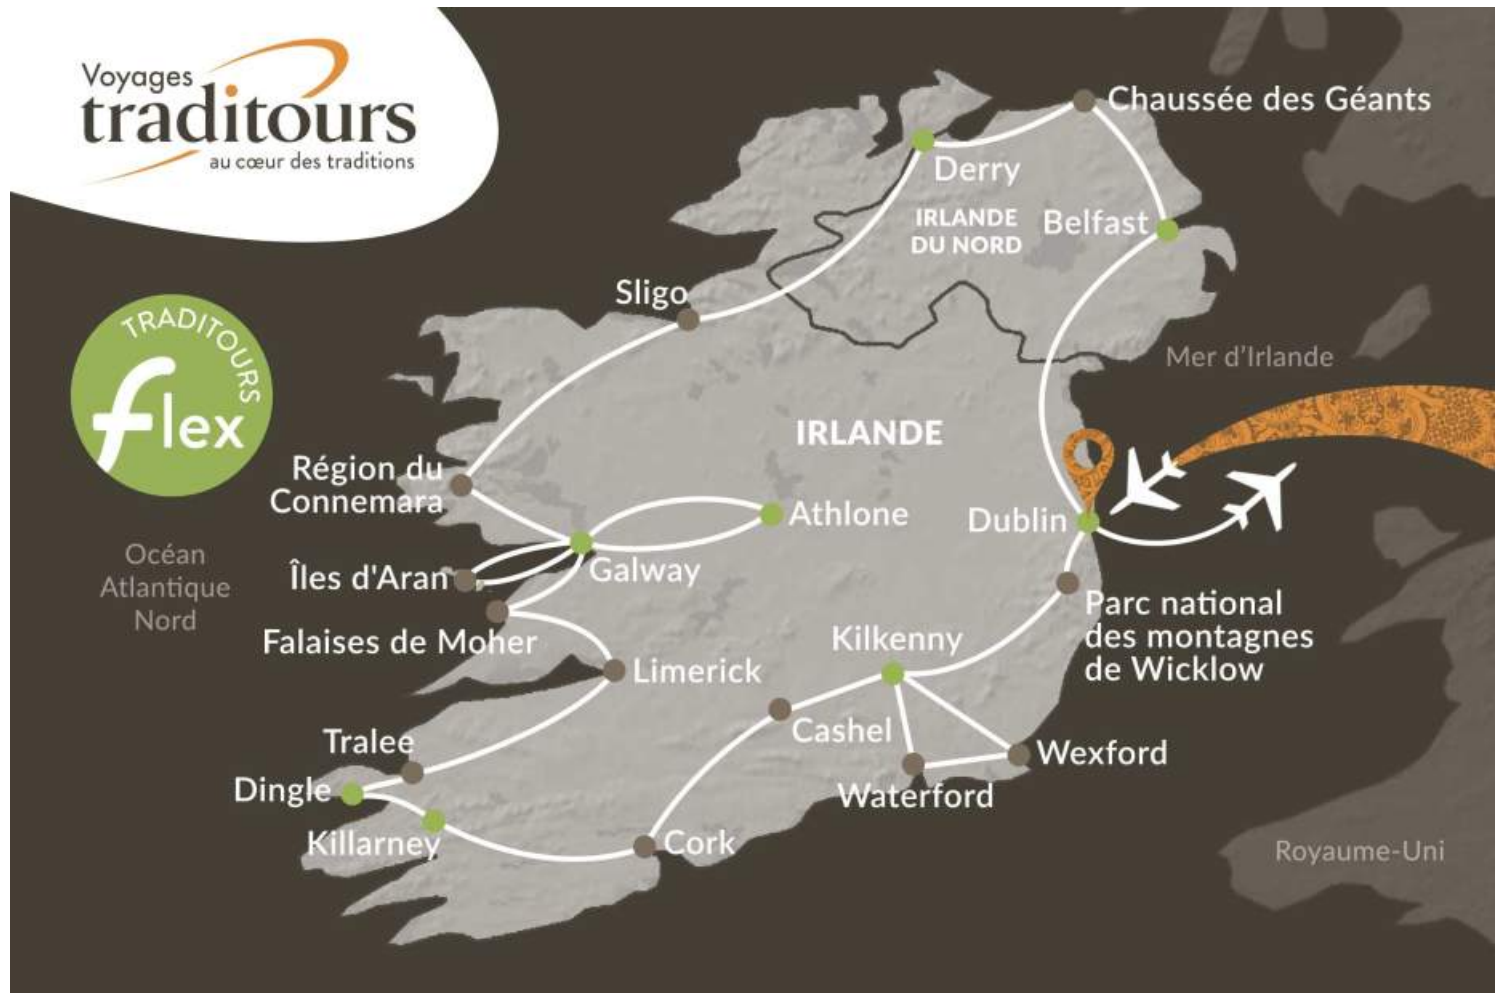 Voyages
traditours
au cœur des traditions
Chaussée des Géants
Derry
IRLANDE
DU NORD
Belfast
Sligo
TRADITOURS
flex
Mer d'Irlande
IRLANDE
Région du
Connemara
Athlone
Dublin
Océan
Atlantique
Nord
Îles d'Aran
Galway
Falaises de Moher
Parc national
des montagnes
de Wicklow
Kilkenny
Limerick
Cashel
Tralee
Wexford
Dingle
Waterford
Killarney
Cork
Royaume-Uni